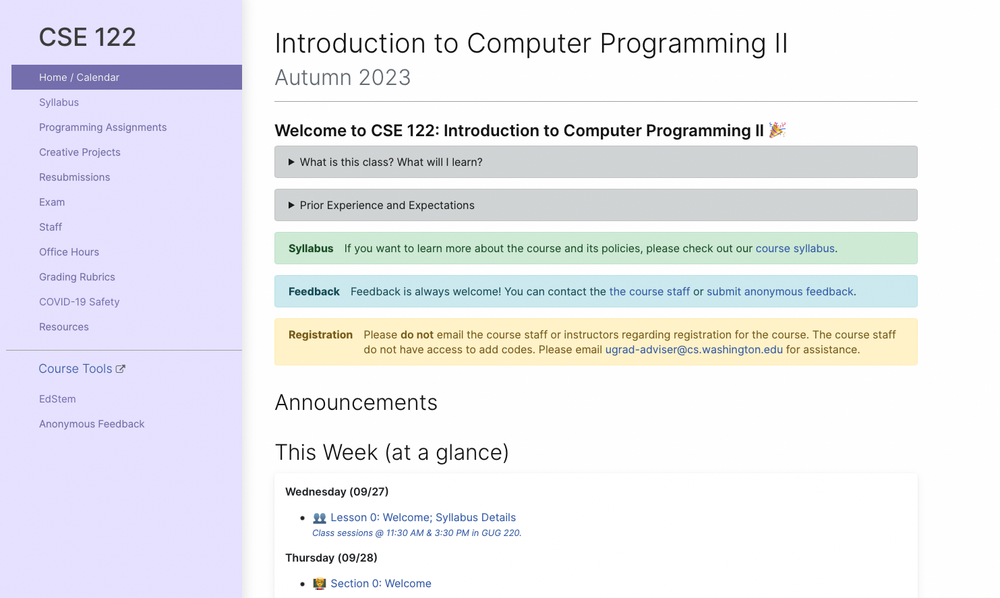 CSE 122
Home / Calendar
Syllabus
Programming Assignments
Creative Projects
Resubmissions
Exam
Staff
Office Hours
Grading Rubrics
COVID-19 Safety
Resources
Course Tools
EdStem
Anonymous Feedback
Introduction to Computer Programming II
Autumn 2023
Welcome to CSE 122: Introduction to Computer Programming II 🎉
▶ What is this class? What will I learn?
▶ Prior Experience and Expectations
Syllabus If you want to learn more about the course and its policies, please check out our course syllabus.
Feedback Feedback is always welcome! You can contact the the course staff or submit anonymous feedback.
Registration Please do not email the course staff or instructors regarding registration for the course. The course staff
do not have access to add codes. Please email ugrad-adviser@cs.washington.edu for assistance.
Announcements
This Week (at a glance)
Wednesday (09/27)
• 👥 Lesson 0: Welcome; Syllabus Details
Class sessions @ 11:30 AM & 3:30 PM in GUG 220.
Thursday (09/28)
• 🧑‍🏫 Section 0: Welcome